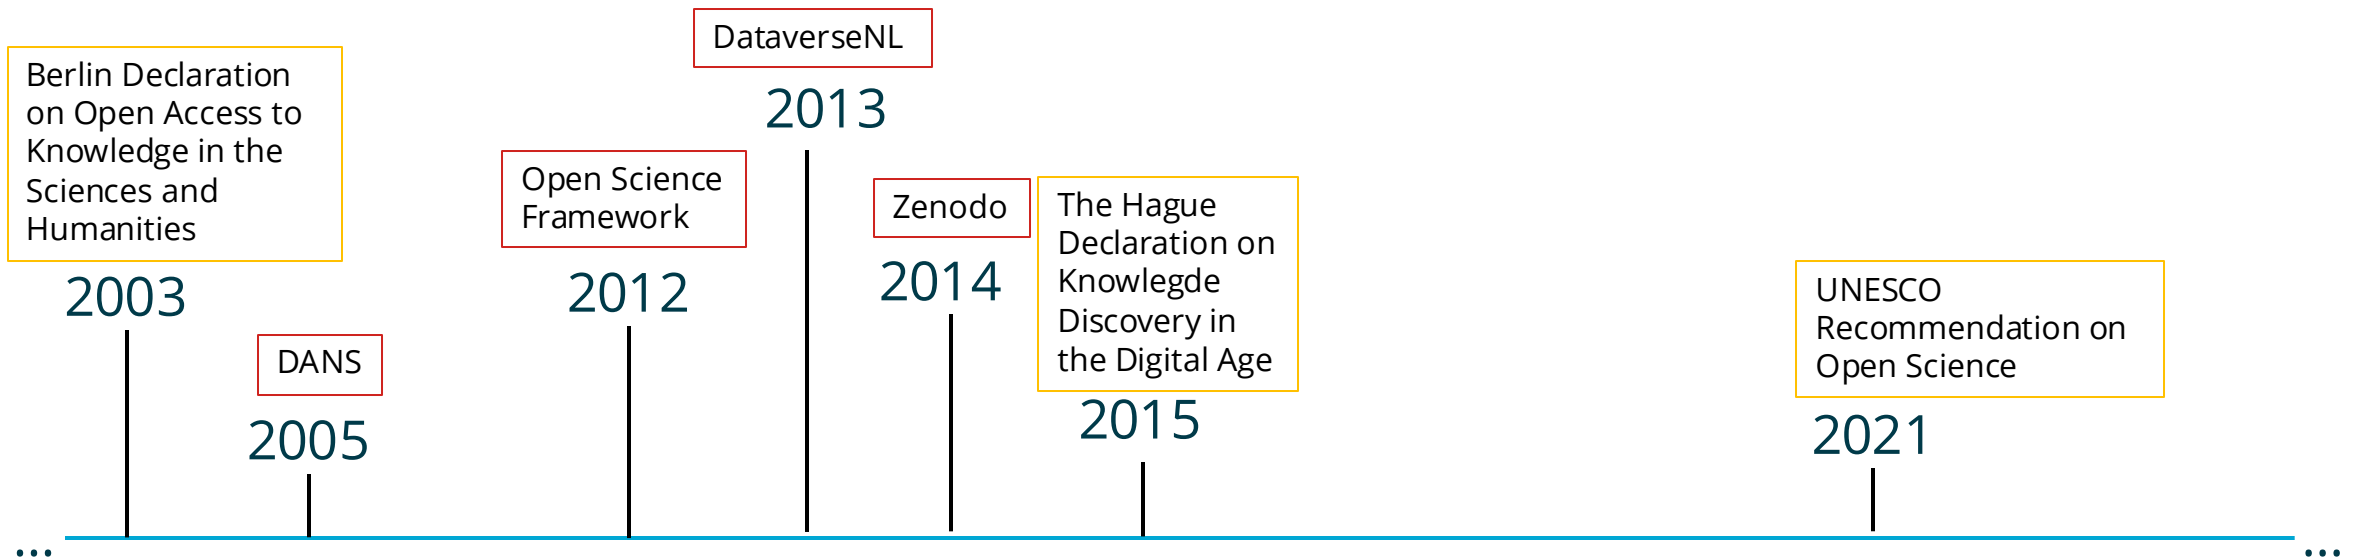 Berlin Declaration
on Open Access to
Knowledge in the
Sciences and
Humanities
2003
DANS
2005
Open Science
Framework
2012
DataverseNL
2013
Zenodo
2014
The Hague
Declaration on
Knowlegde
Discovery in
the Digital Age
2015
UNESCO
Recommendation on
Open Science
2021
...
...